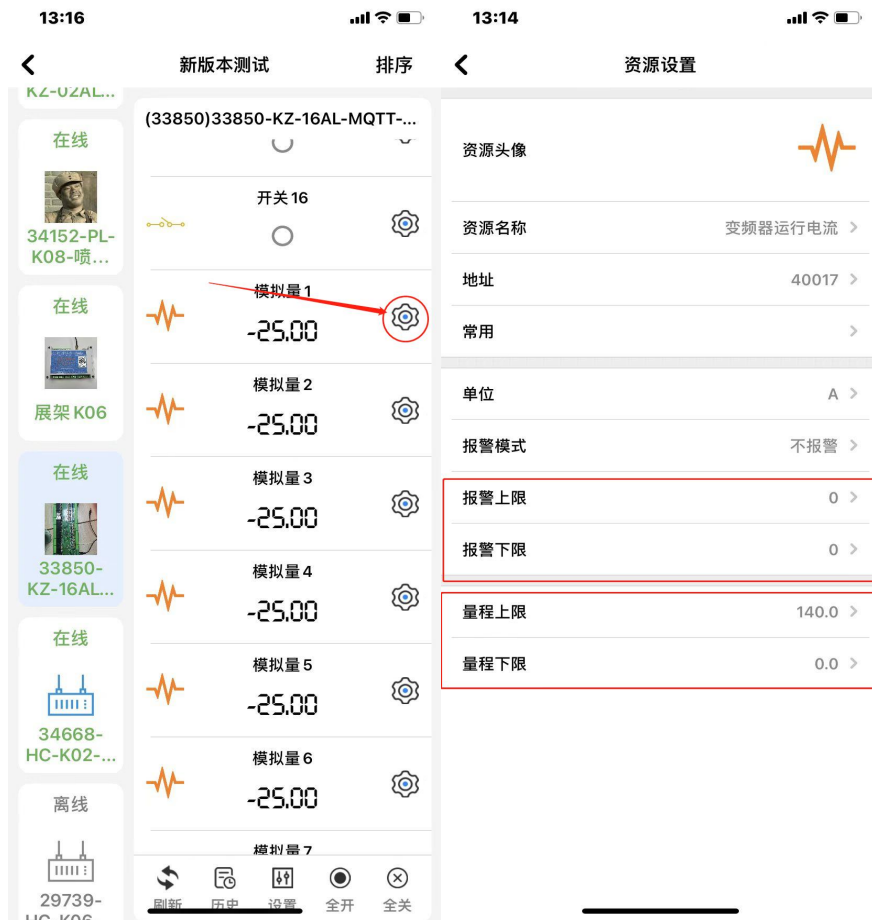 13:16
新版本测试
排序
KZ-02AL...
在线
34152-PL-
K08-喷...
在线
展架 K06
在线
33850-
KZ-16AL...
在线
34668-
HC-K02-...
离线
29739-
HC-K06
(33850)33850-KZ-16AL-MQTT-...
开关 16
模拟量 1
-25.00
模拟量 2
-25.00
模拟量 3
-25.00
模拟量 4
-25.00
模拟量 5
-25.00
模拟量 6
-25.00
模拟量 7
刷新
历史
设置
全开
全关
13:14
资源设置
资源头像
资源名称
变频器运行电流
地址
40017
常用
单位
A
报警模式
不报警
报警上限
0
报警下限
0
量程上限
140.0
量程下限
0.0